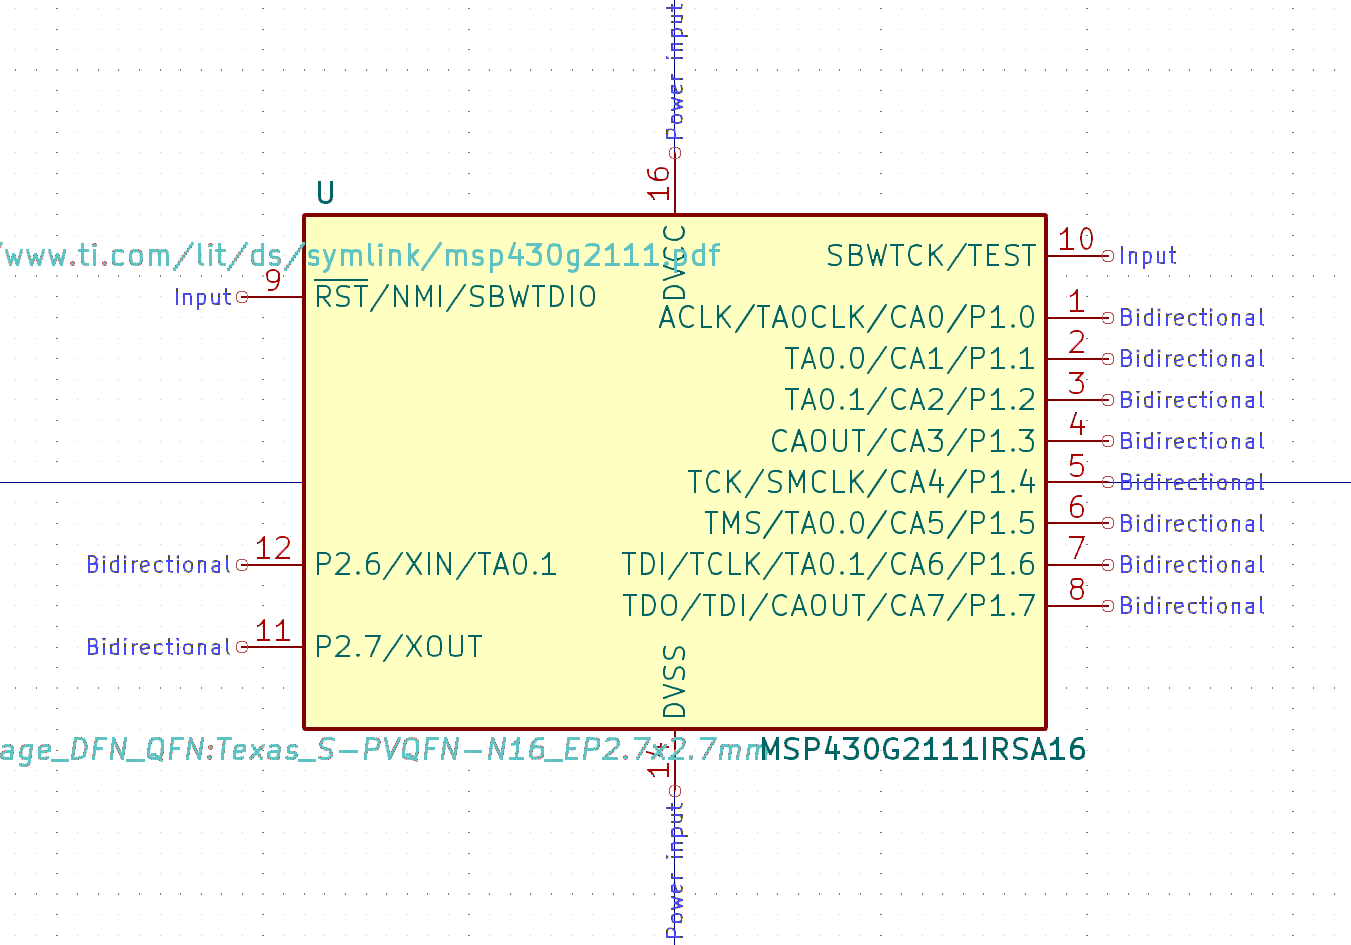 Power input
16
U
DVCC
/www.ti.com/lit/ds/symlink/msp430g2111.pdf
SBWTCK/TEST 10 Input
Input 9 RST/NMI/SBWTDIO
ACLK/TA0CLK/CA0/P1.0 1 Bidirectional
TA0.0/CA1/P1.1 2 Bidirectional
TA0.1/CA2/P1.2 3 Bidirectional
CAOUT/CA3/P1.3 4 Bidirectional
TCK/SMCLK/CA4/P1.4 5 Bidirectional
TMS/TA0.0/CA5/P1.5 6 Bidirectional
Bidirectional 12 P2.6/XIN/TA0.1
TDI/TCLK/TA0.1/CA6/P1.6 7 Bidirectional
TDO/TDI/CAOUT/CA7/P1.7 8 Bidirectional
Bidirectional 11 P2.7/XOUT
DVSS
age_DFN_QFN:Texas_S-PVQFN-N16_EP2.7x2.7mm
MSP430G2111IRSA16
14
Power input